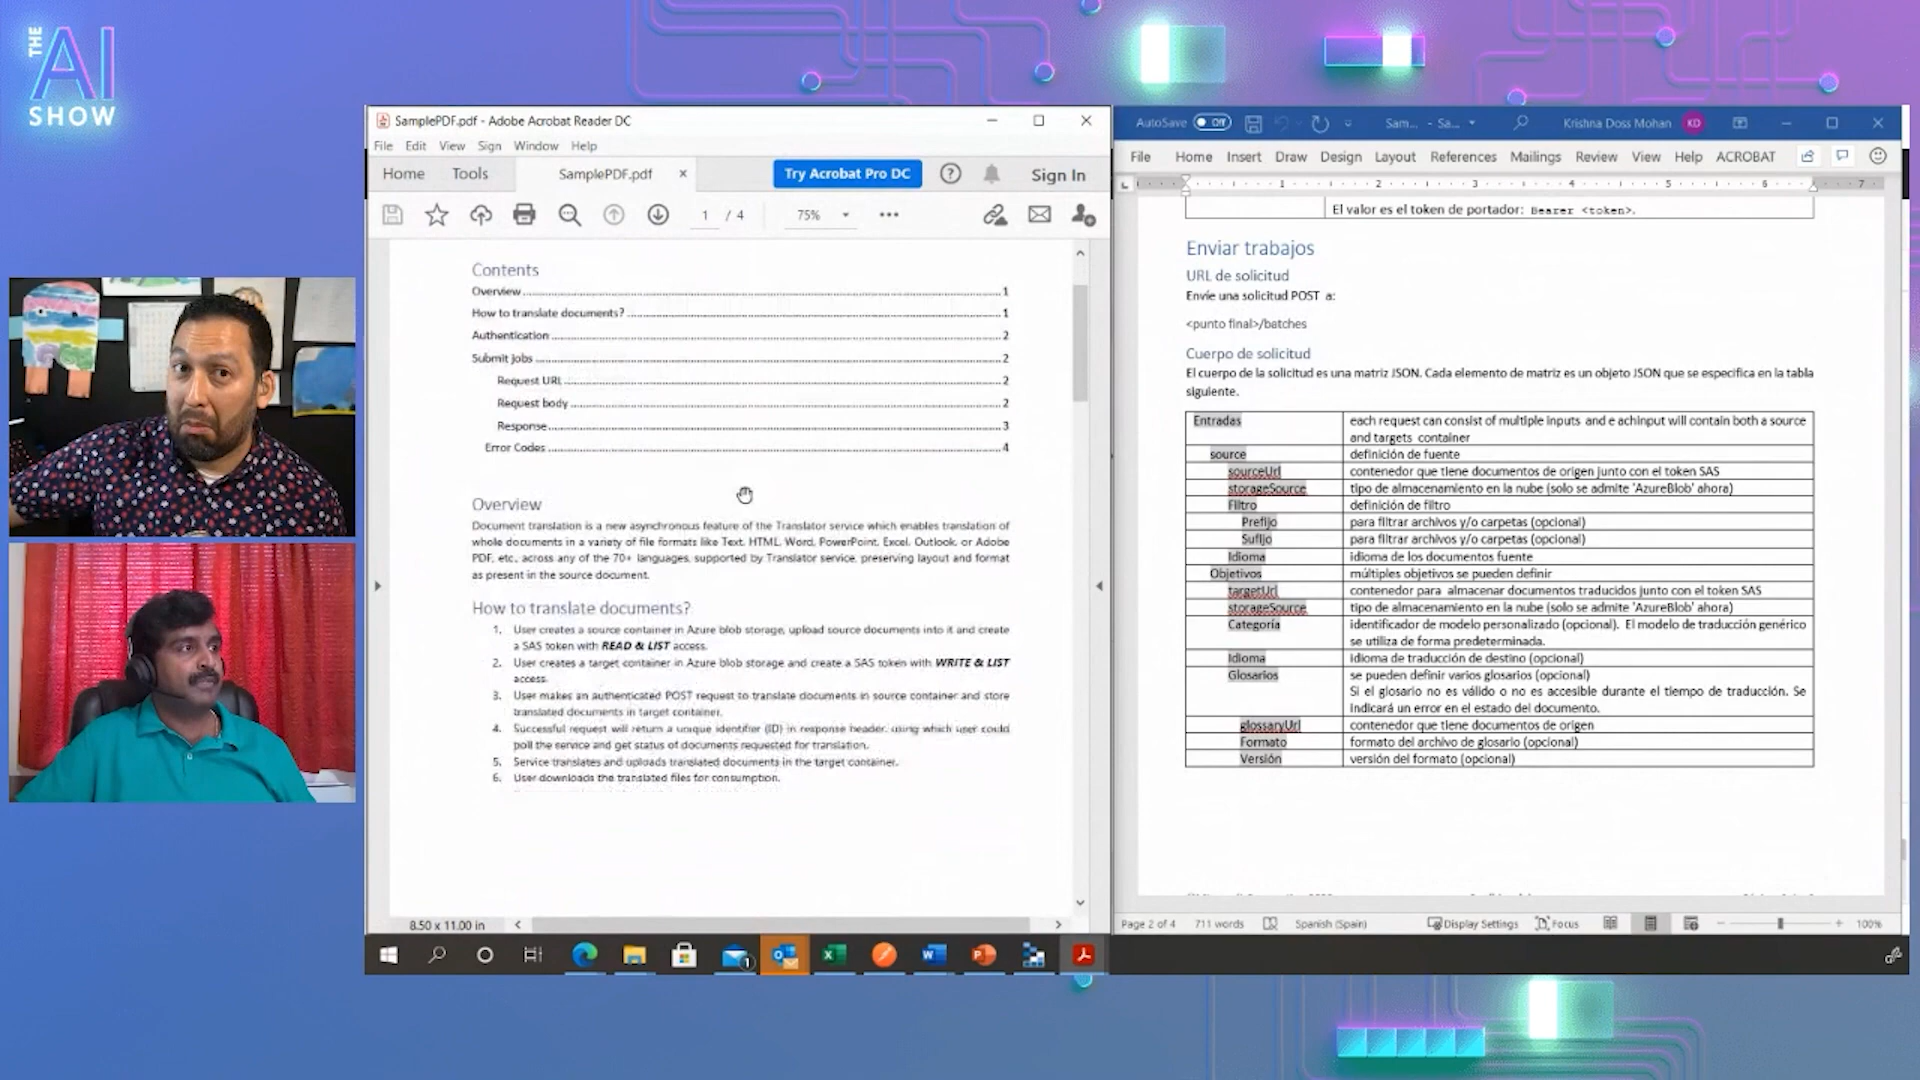 THE
AI
SHOW
SamplePDF.pdf - Adobe Acrobat Reader DC
File Edit View Sign Window Help
Home Tools SamplePDF.pdf × Try Acrobat Pro DC Sign In
1 / 4 75%
Contents
Overview 1
How to translate documents? 1
Authentication 2
Submit jobs 2
Request URL 2
Request body 2
Response 3
Error Codes 4
Overview
Document translation is a new asynchronous feature of the Translator service which enables translation of
whole documents in a variety of file formats like Text, HTML, Word, PowerPoint, Excel, Outlook, or Adobe
PDF, etc., across any of the 70+ languages, supported by Translator service, preserving layout and format
as present in the source document.
How to translate documents?
1. User creates a source container in Azure blob storage, upload source documents into it and create
a SAS token with READ & LIST access.
2. User creates a target container in Azure blob storage and create a SAS token with WRITE & LIST
access.
3. User makes an authenticated POST request to translate documents in source container and store
translated documents in target container.
4. Successful request will return a unique identifier (ID) in response header, using which user could
poll the service and get status of documents requested for translation.
5. Service translates and uploads translated documents in the target container.
6. User downloads the translated files for consumption.
8.50 x 11.00 in
AutoSave Off Sam... - Sa... Krishna Doss Mohan KD
File Home Insert Draw Design Layout References Mailings Review View Help ACROBAT
1 2 3 4 5 6 7
El valor es el token de portador: Bearer <token>.
Enviar trabajos
URL de solicitud
Envíe una solicitud POST a:
<punto final>/batches
Cuerpo de solicitud
El cuerpo de la solicitud es una matriz JSON. Cada elemento de matriz es un objeto JSON que se especifica en la tabla
siguiente.
Entradas each request can consist of multiple inputs and e achinput will contain both a source
and targets container
source definición de fuente
sourceUrl contenedor que tiene documentos de origen junto con el token SAS
storageSource tipo de almacenamiento en la nube (solo se admite 'AzureBlob' ahora)
Filtro definición de filtro
Prefijo para filtrar archivos y/o carpetas (opcional)
Sufijo para filtrar archivos y/o carpetas (opcional)
Idioma idioma de los documentos fuente
Objetivos múltiples objetivos se pueden definir
targetUrl contenedor para almacenar documentos traducidos junto con el token SAS
storageSource tipo de almacenamiento en la nube (solo se admite 'AzureBlob' ahora)
Categoría identificador de modelo personalizado (opcional). El modelo de traducción genérico
se utiliza de forma predeterminada.
Idioma idioma de traducción de destino (opcional)
Glosarios se pueden definir varios glosarios (opcional)
Si el glosario no es válido o no es accesible durante el tiempo de traducción. Se
indicará un error en el estado del documento.
glossaryUrl contenedor que tiene documentos de origen
Formato formato del archivo de glosario (opcional)
Versión versión del formato (opcional)
Page 2 of 4 711 words Spanish (Spain) Display Settings Focus 100%